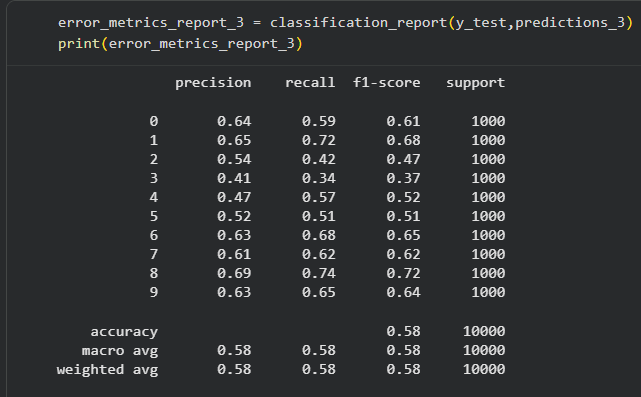 error_metrics_report_3 = classification_report(y_test,predictions_3)
print(error_metrics_report_3)
precision recall f1-score support
0 0.64 0.59 0.61 1000
1 0.65 0.72 0.68 1000
2 0.54 0.42 0.47 1000
3 0.41 0.34 0.37 1000
4 0.47 0.57 0.52 1000
5 0.52 0.51 0.51 1000
6 0.63 0.68 0.65 1000
7 0.61 0.62 0.62 1000
8 0.69 0.74 0.72 1000
9 0.63 0.65 0.64 1000
accuracy 0.58 10000
macro avg 0.58 0.58 0.58 10000
weighted avg 0.58 0.58 0.58 10000